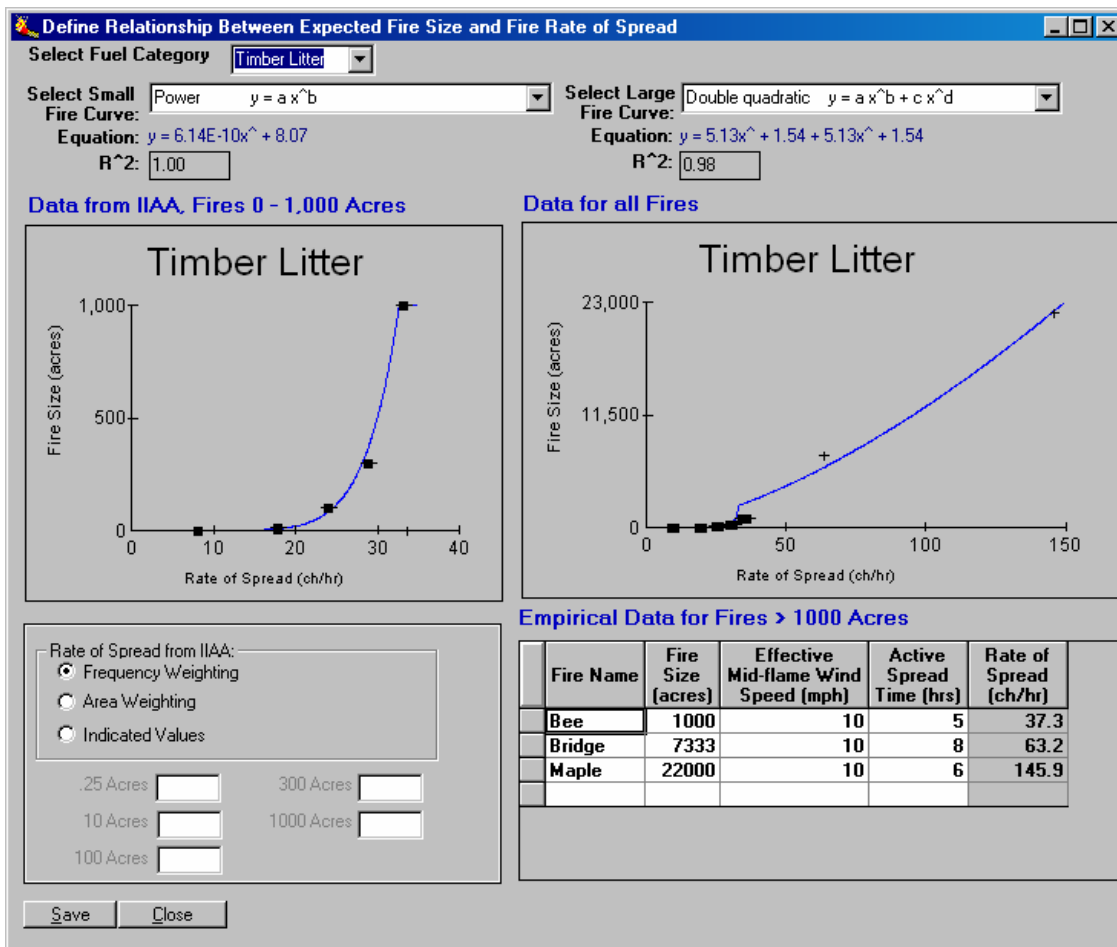 Define Relationship Between Expected Fire Size and Fire Rate of Spread
Select Fuel Category Timber Litter
Select Small Fire Curve: Power y = a x^b
Equation: y = 6.14E-10x^ + 8.07
R^2: 1.00
Select Large Fire Curve: Double quadratic y = a x^b + c x^d
Equation: y = 5.13x^ + 1.54 + 5.13x^ + 1.54
R^2: 0.98
Data from IIAA, Fires 0 - 1,000 Acres
Timber Litter
Fire Size (acres)
1,000
500
0
0 10 20 30 40
Rate of Spread (ch/hr)
Data for all Fires
Timber Litter
Fire Size (acres)
23,000
11,500
0
0 50 100 150
Rate of Spread (ch/hr)
Rate of Spread from IIAA:
Frequency Weighting
Area Weighting
Indicated Values
.25 Acres 300 Acres
10 Acres 1000 Acres
100 Acres
Empirical Data for Fires > 1000 Acres
Fire Name Fire Size (acres) Effective Mid-flame Wind Speed (mph) Active Spread Time (hrs) Rate of Spread (ch/hr)
Bee 1000 10 5 37.3
Bridge 7333 10 8 63.2
Maple 22000 10 6 145.9
Save Close